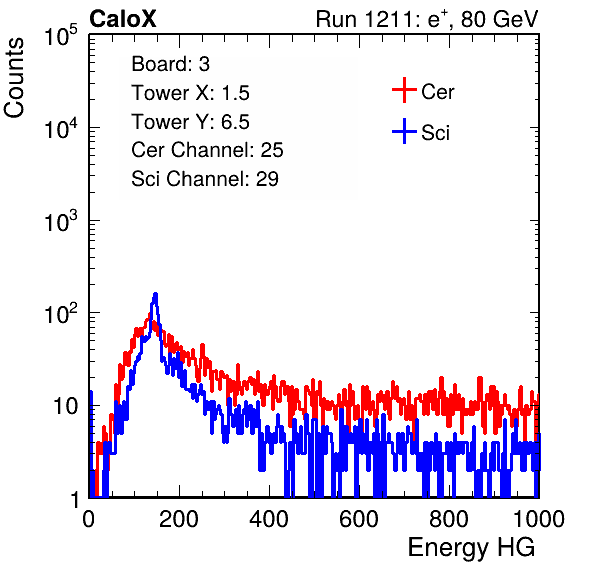 CaloX Run 1211: e⁺, 80 GeV
Counts
10⁵
10⁴
10³
10²
10
1
Board: 3
Tower X: 1.5
Tower Y: 6.5
Cer Channel: 25
Sci Channel: 29
Cer
Sci
0 200 400 600 800 1000
Energy HG